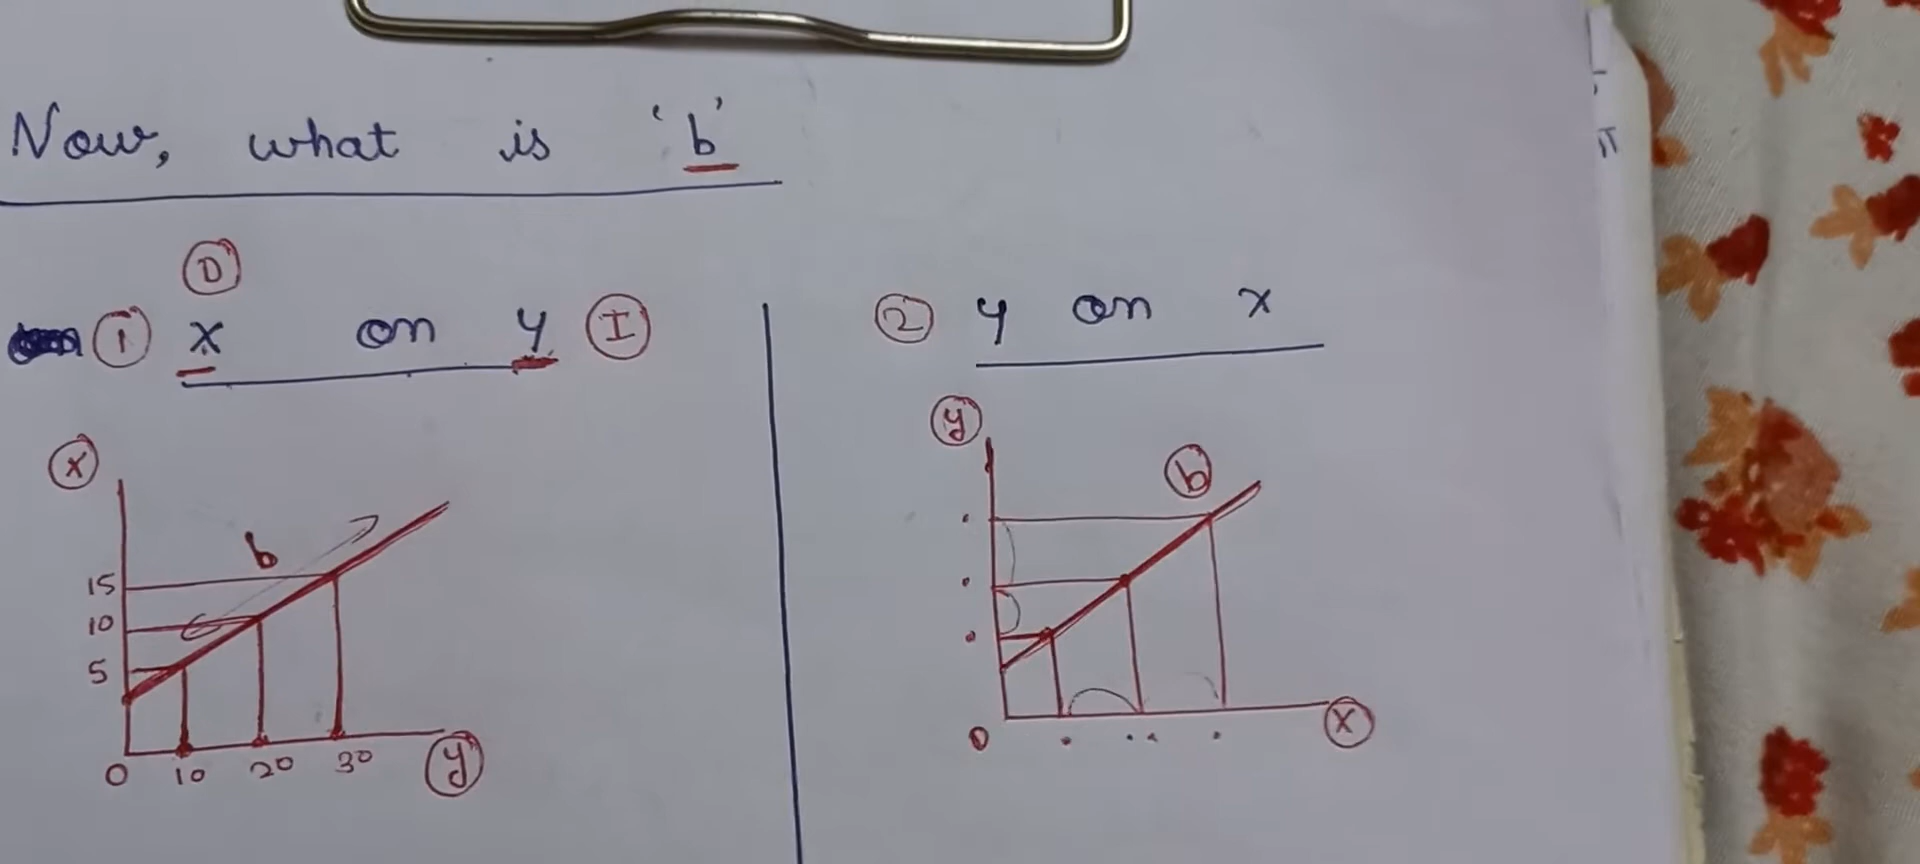 Now, what is 'b'
D
1 x on y I
2 y on x
x
b
15
10
5
0 10 20 30 y
y
b
0 x